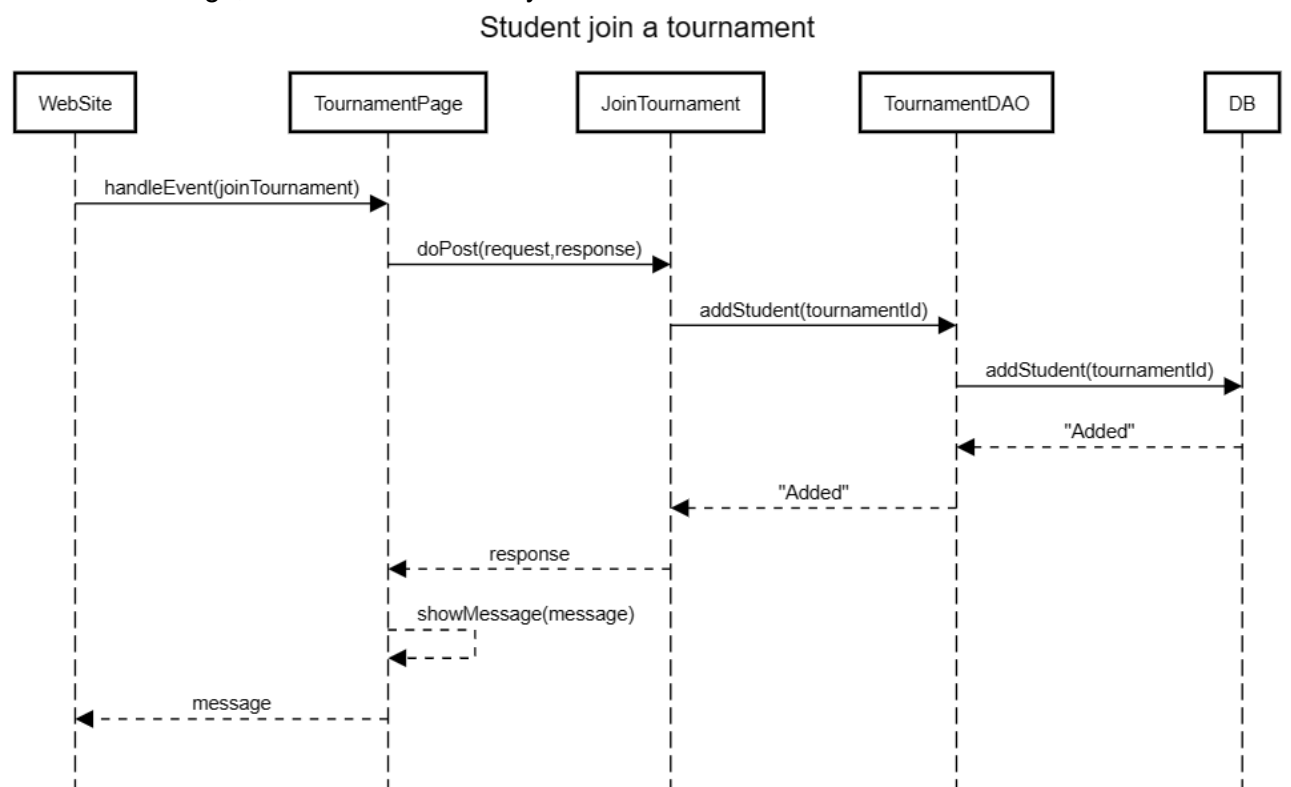 Student join a tournament
WebSite TournamentPage JoinTournament TournamentDAO DB
handleEvent(joinTournament)
doPost(request,response)
addStudent(tournamentId)
addStudent(tournamentId)
"Added"
"Added"
response
showMessage(message)
message